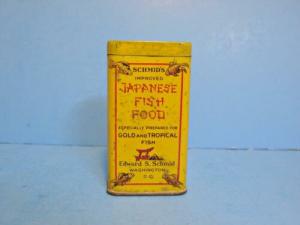 SCHMID'S
IMPROVED
JAPANESE
FISH
FOOD
ESPECIALLY PREPARED FOR
GOLD AND TROPICAL
FISH
Edward S. Schmid
WASHINGTON
D.C.